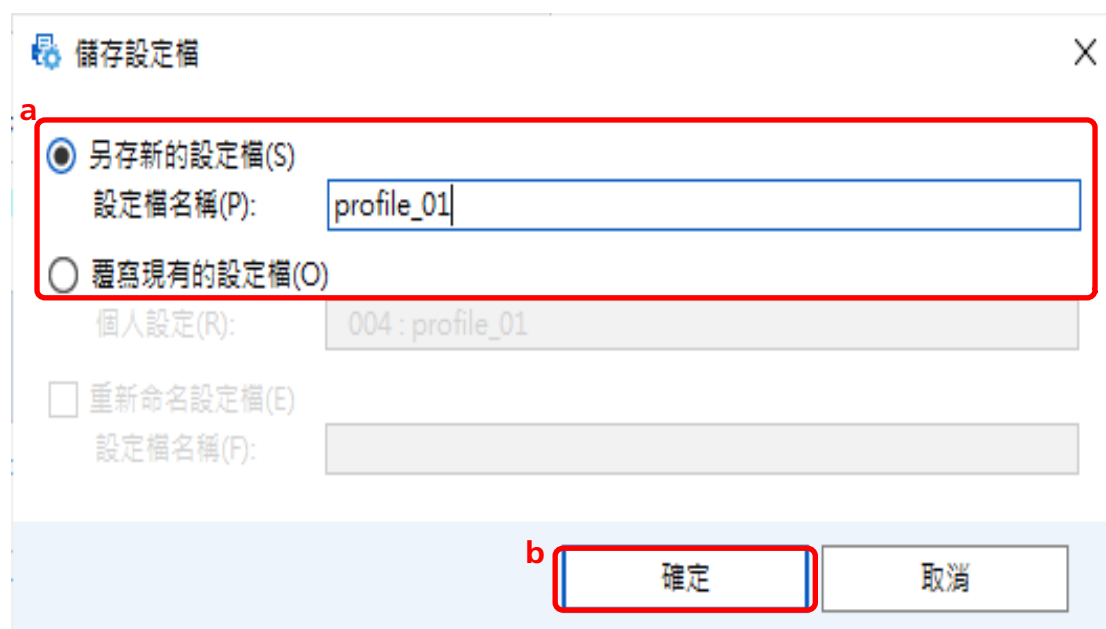 儲存設定檔
a
另存新的設定檔(S)
設定檔名稱(P): profile_01
覆寫現有的設定檔(O)
個人設定(R): 004 : profile_01
重新命名設定檔(E)
設定檔名稱(F):
b
確定 取消